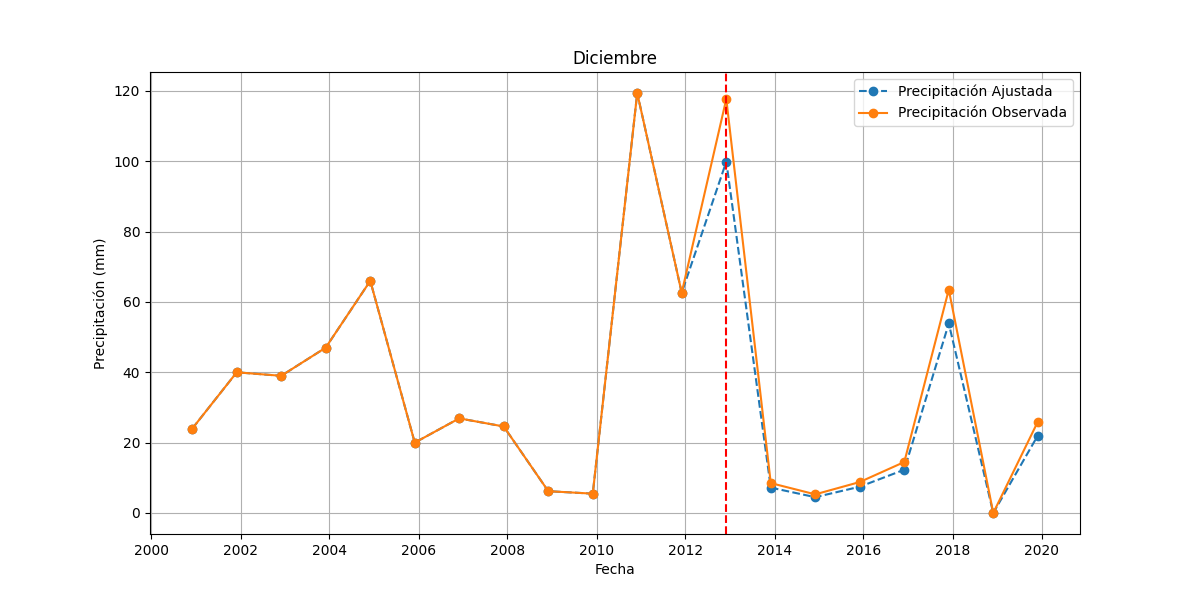 Diciembre
Precipitación Ajustada
Precipitación Observada
Precipitación (mm)
120
100
80
60
40
20
0
2000 2002 2004 2006 2008 2010 2012 2014 2016 2018 2020
Fecha